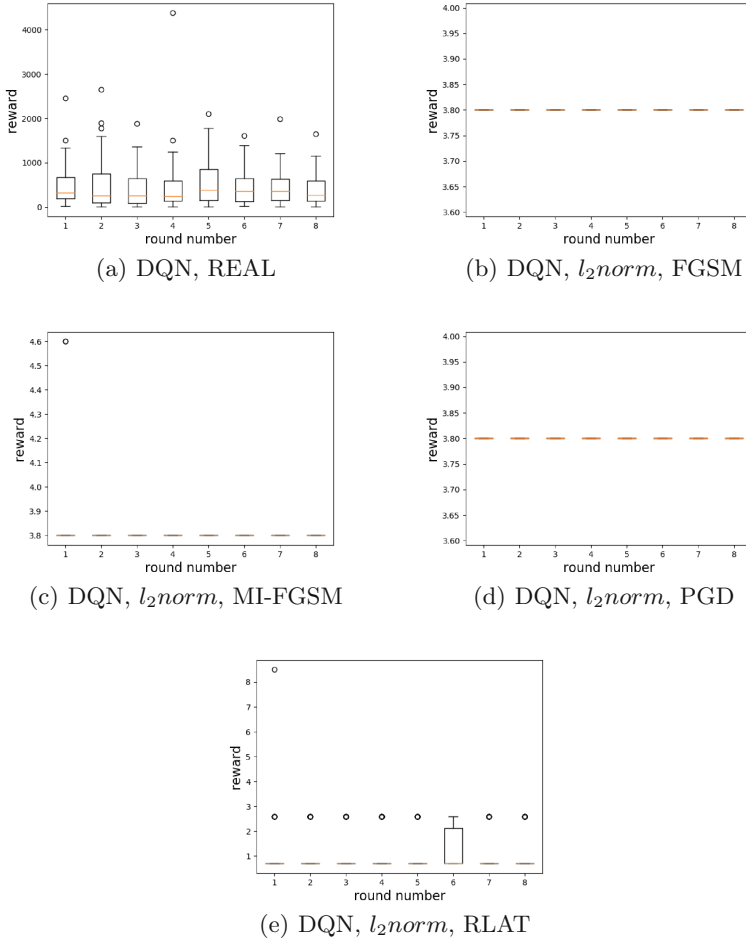 4000
3000
2000
1000
0
reward
1 2 3 4 5 6 7 8
round number
(a) DQN, REAL
4.00
3.95
3.90
3.85
3.80
3.75
3.70
3.65
3.60
reward
1 2 3 4 5 6 7 8
round number
(b) DQN, l₂norm, FGSM
4.6
4.5
4.4
4.3
4.2
4.1
4.0
3.9
3.8
reward
1 2 3 4 5 6 7 8
round number
(c) DQN, l₂norm, MI-FGSM
4.00
3.95
3.90
3.85
3.80
3.75
3.70
3.65
3.60
reward
1 2 3 4 5 6 7 8
round number
(d) DQN, l₂norm, PGD
8
7
6
5
4
3
2
1
reward
1 2 3 4 5 6 7 8
round number
(e) DQN, l₂norm, RLAT